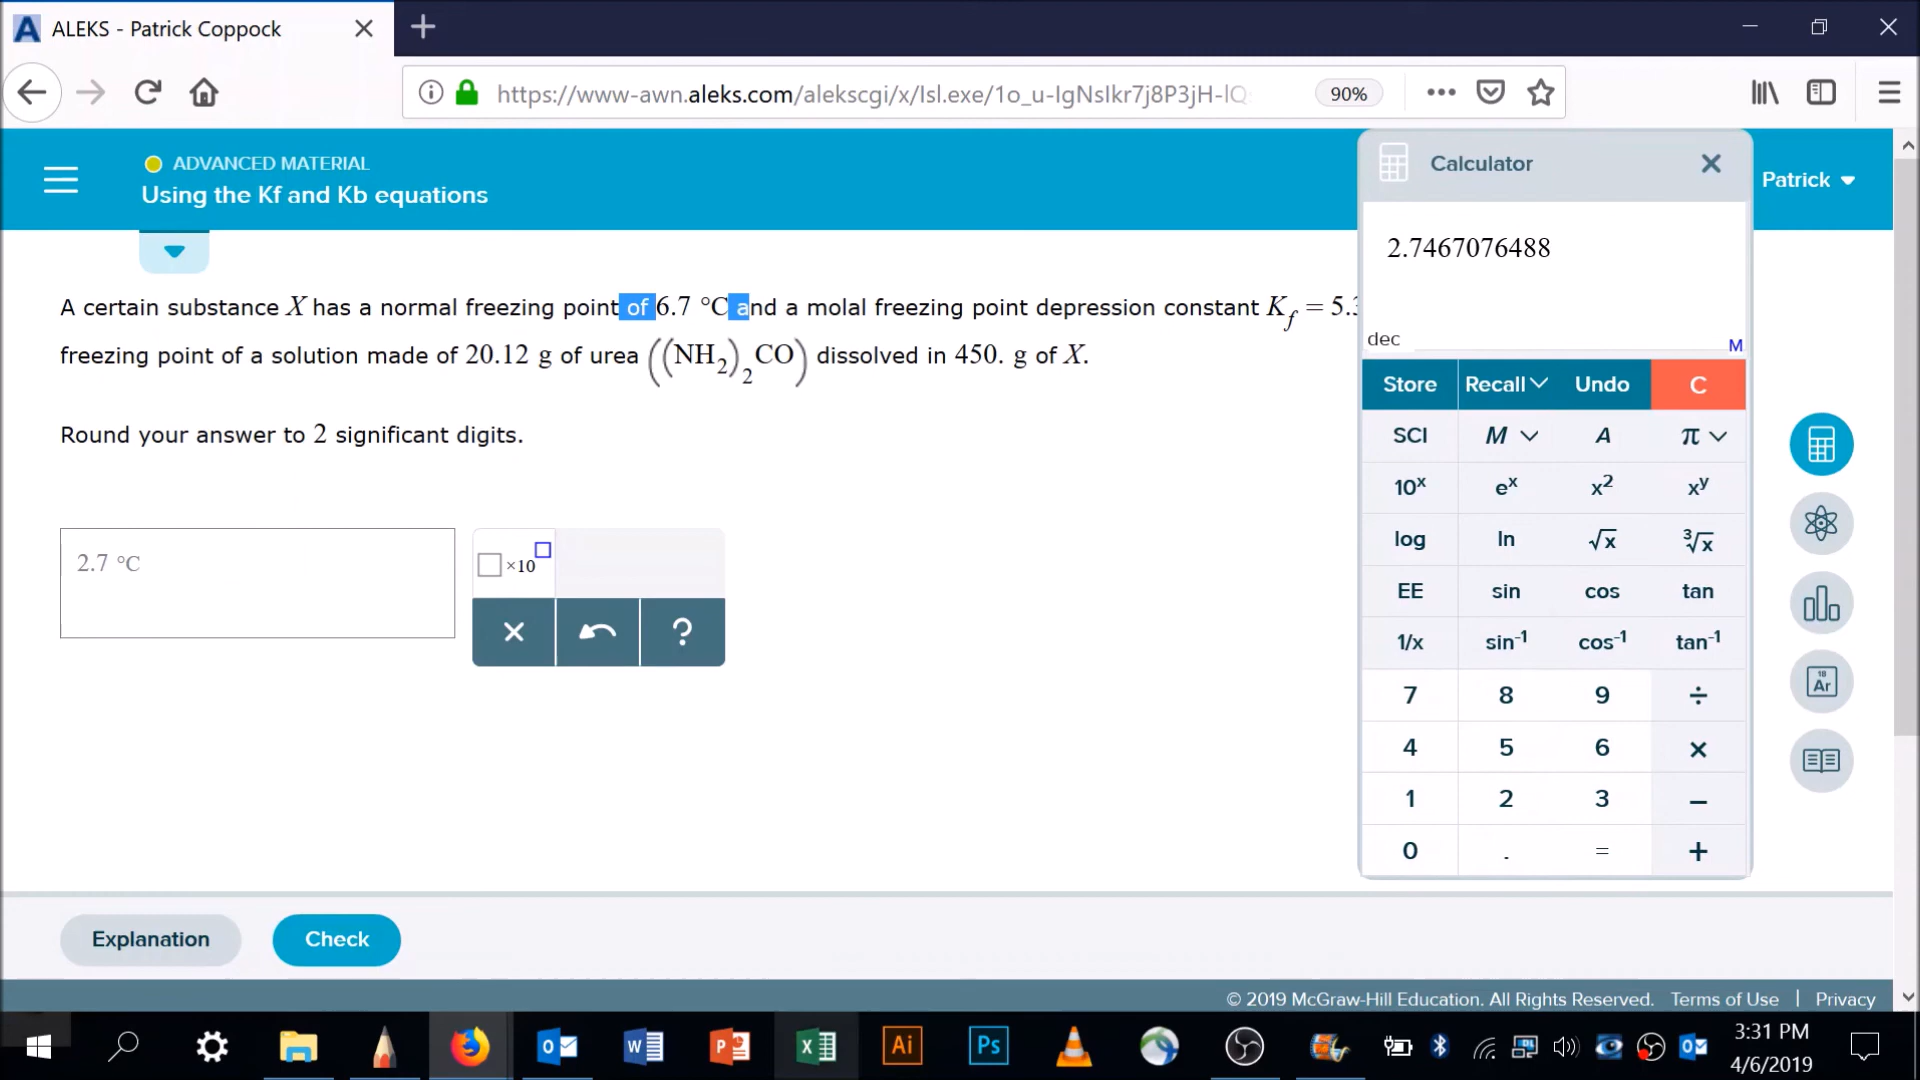 ALEKS - Patrick Coppock
https://www-awn.aleks.com/alekscgi/x/Isl.exe/1o_u-IgNsIkr7j8P3jH-lQ
90%
ADVANCED MATERIAL
Using the Kf and Kb equations
Calculator
Patrick
2.7467076488
A certain substance X has a normal freezing point of 6.7 °C and a molal freezing point depression constant K_f = 5.3
dec
M
freezing point of a solution made of 20.12 g of urea ((NH₂)₂CO) dissolved in 450. g of X.
Store Recall Undo C
Round your answer to 2 significant digits.
SCI M A π
10ˣ eˣ x² xʸ
log ln √x ³√x
EE sin cos tan
1/x sin⁻¹ cos⁻¹ tan⁻¹
7 8 9 ÷
4 5 6 ×
1 2 3 −
0 . = +
2.7 °C
×10
?
18
Ar
Explanation
Check
© 2019 McGraw-Hill Education. All Rights Reserved. Terms of Use | Privacy
3:31 PM
4/6/2019